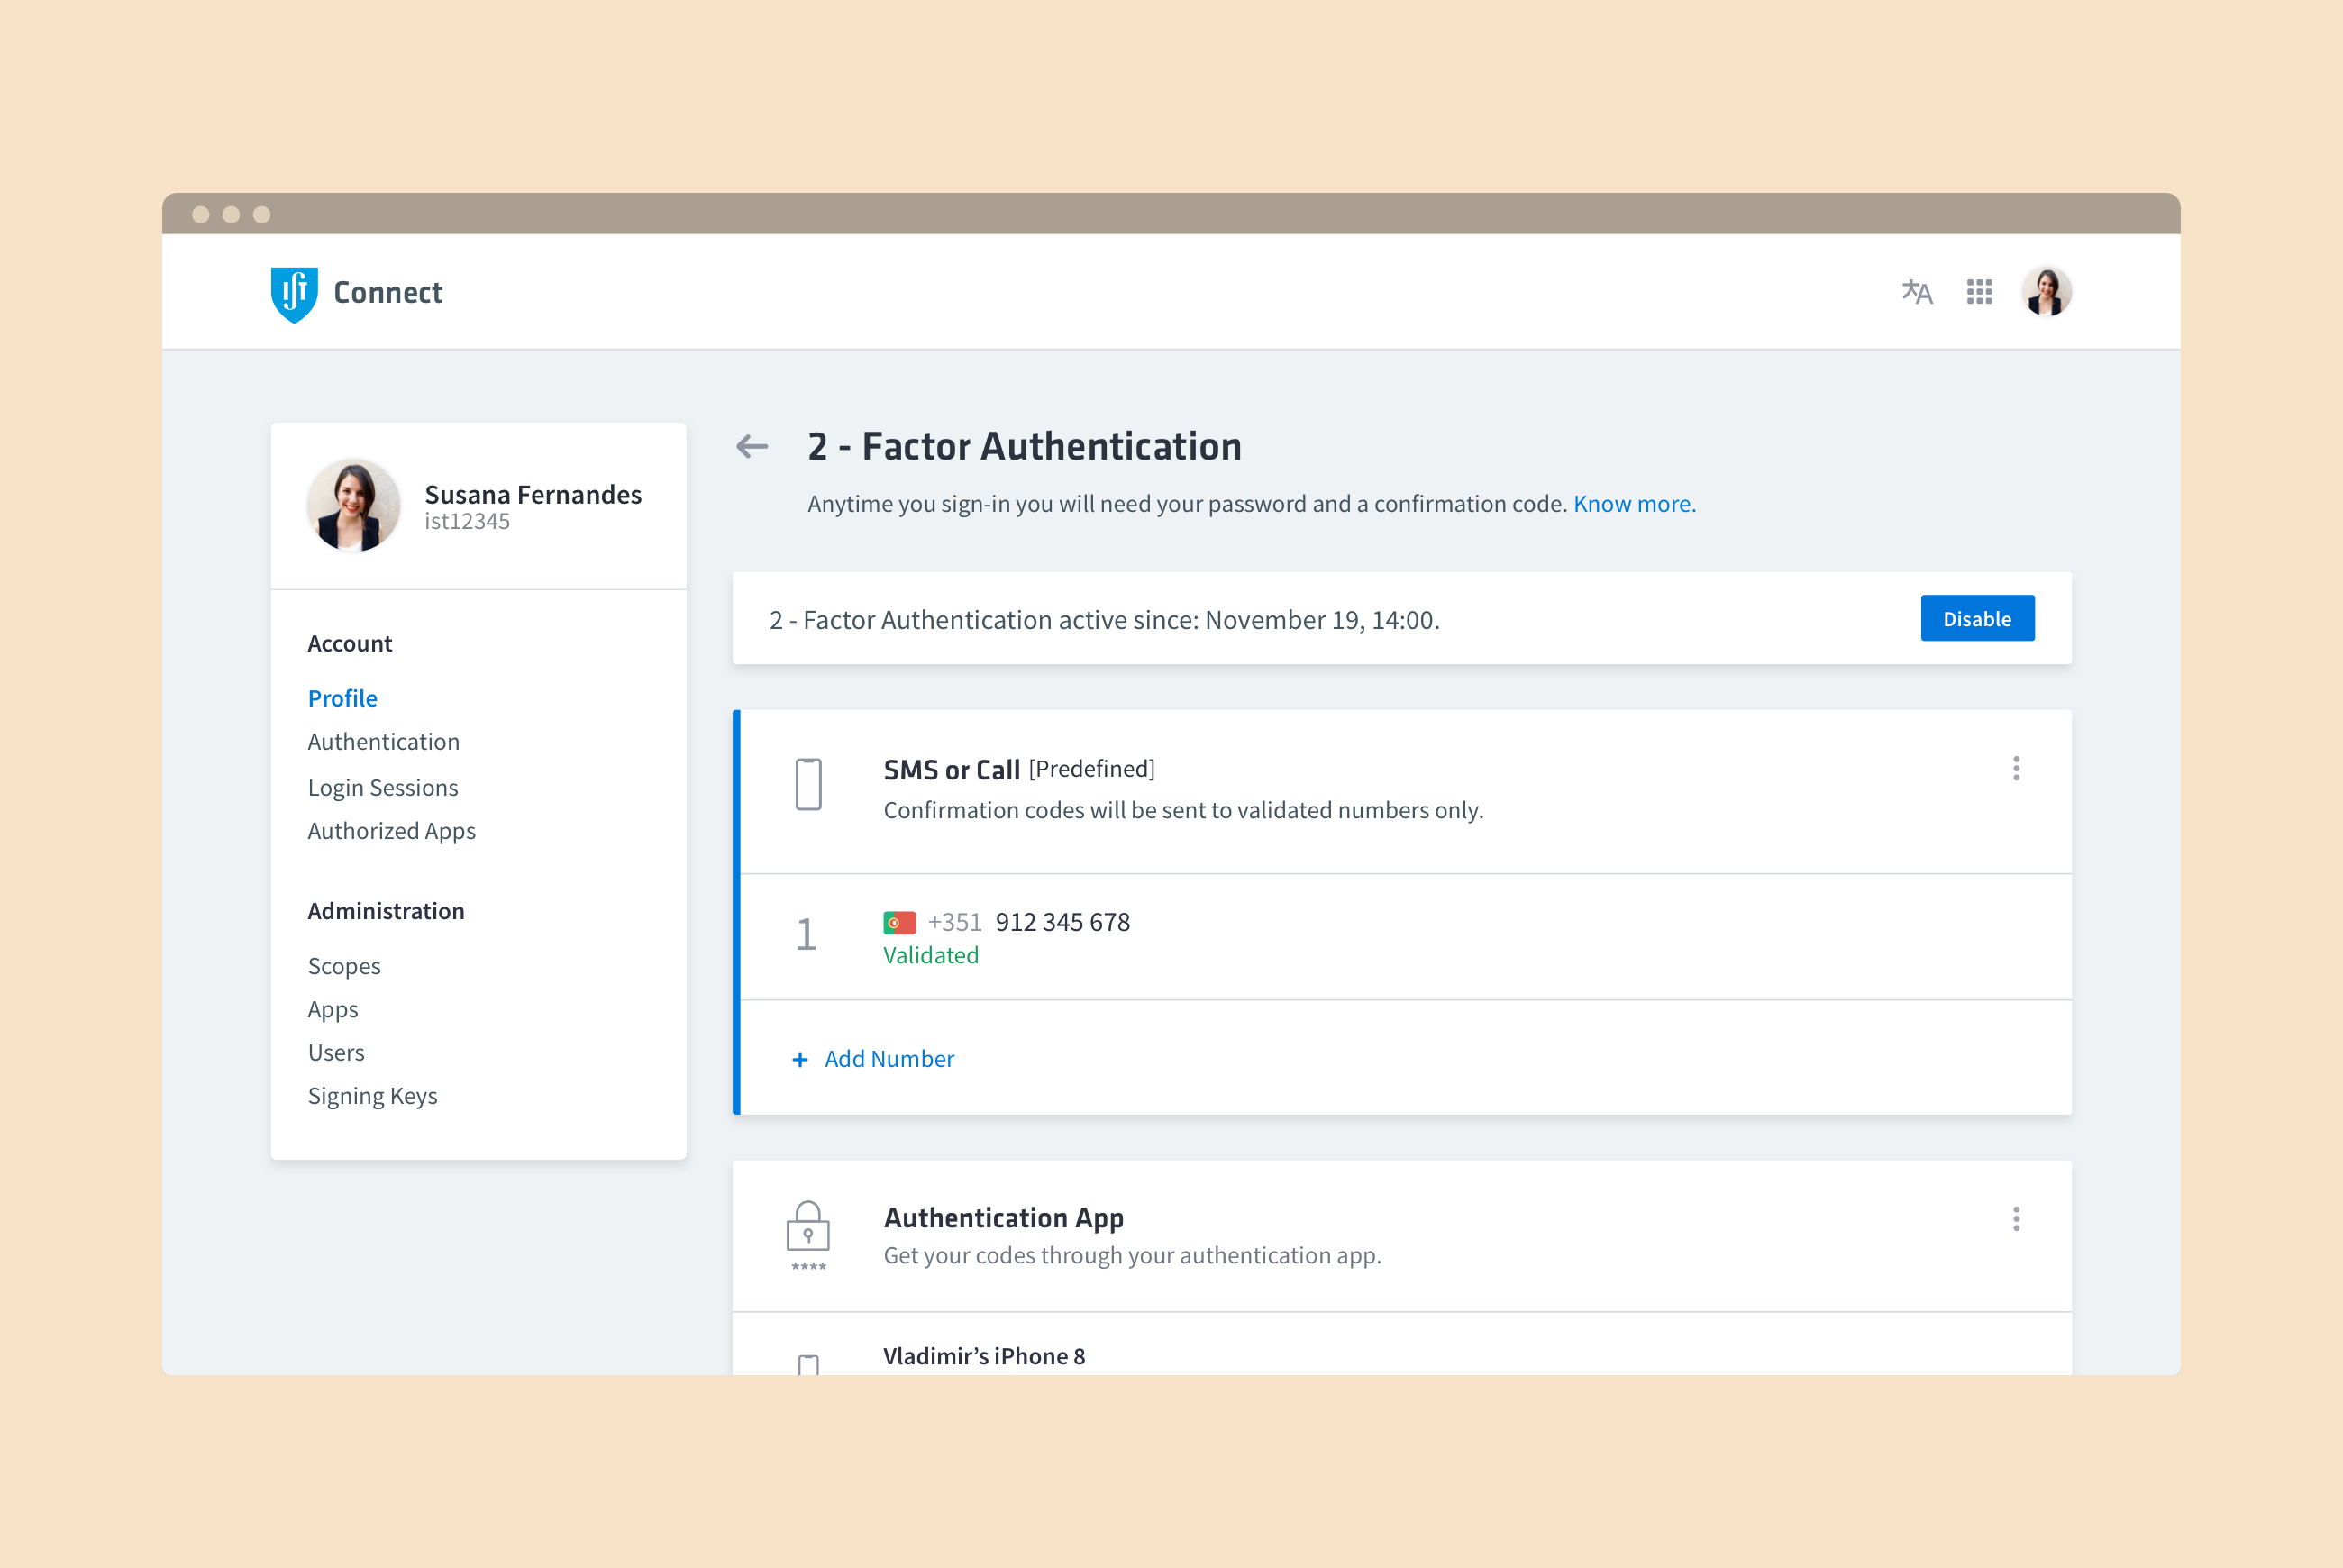 Connect
Susana Fernandes
ist12345
Account
Profile
Authentication
Login Sessions
Authorized Apps
Administration
Scopes
Apps
Users
Signing Keys
2 - Factor Authentication
Anytime you sign-in you will need your password and a confirmation code. Know more.
2 - Factor Authentication active since: November 19, 14:00.
Disable
SMS or Call [Predefined]
Confirmation codes will be sent to validated numbers only.
1
+351 912 345 678
Validated
+ Add Number
Authentication App
Get your codes through your authentication app.
****
Vladimir’s iPhone 8